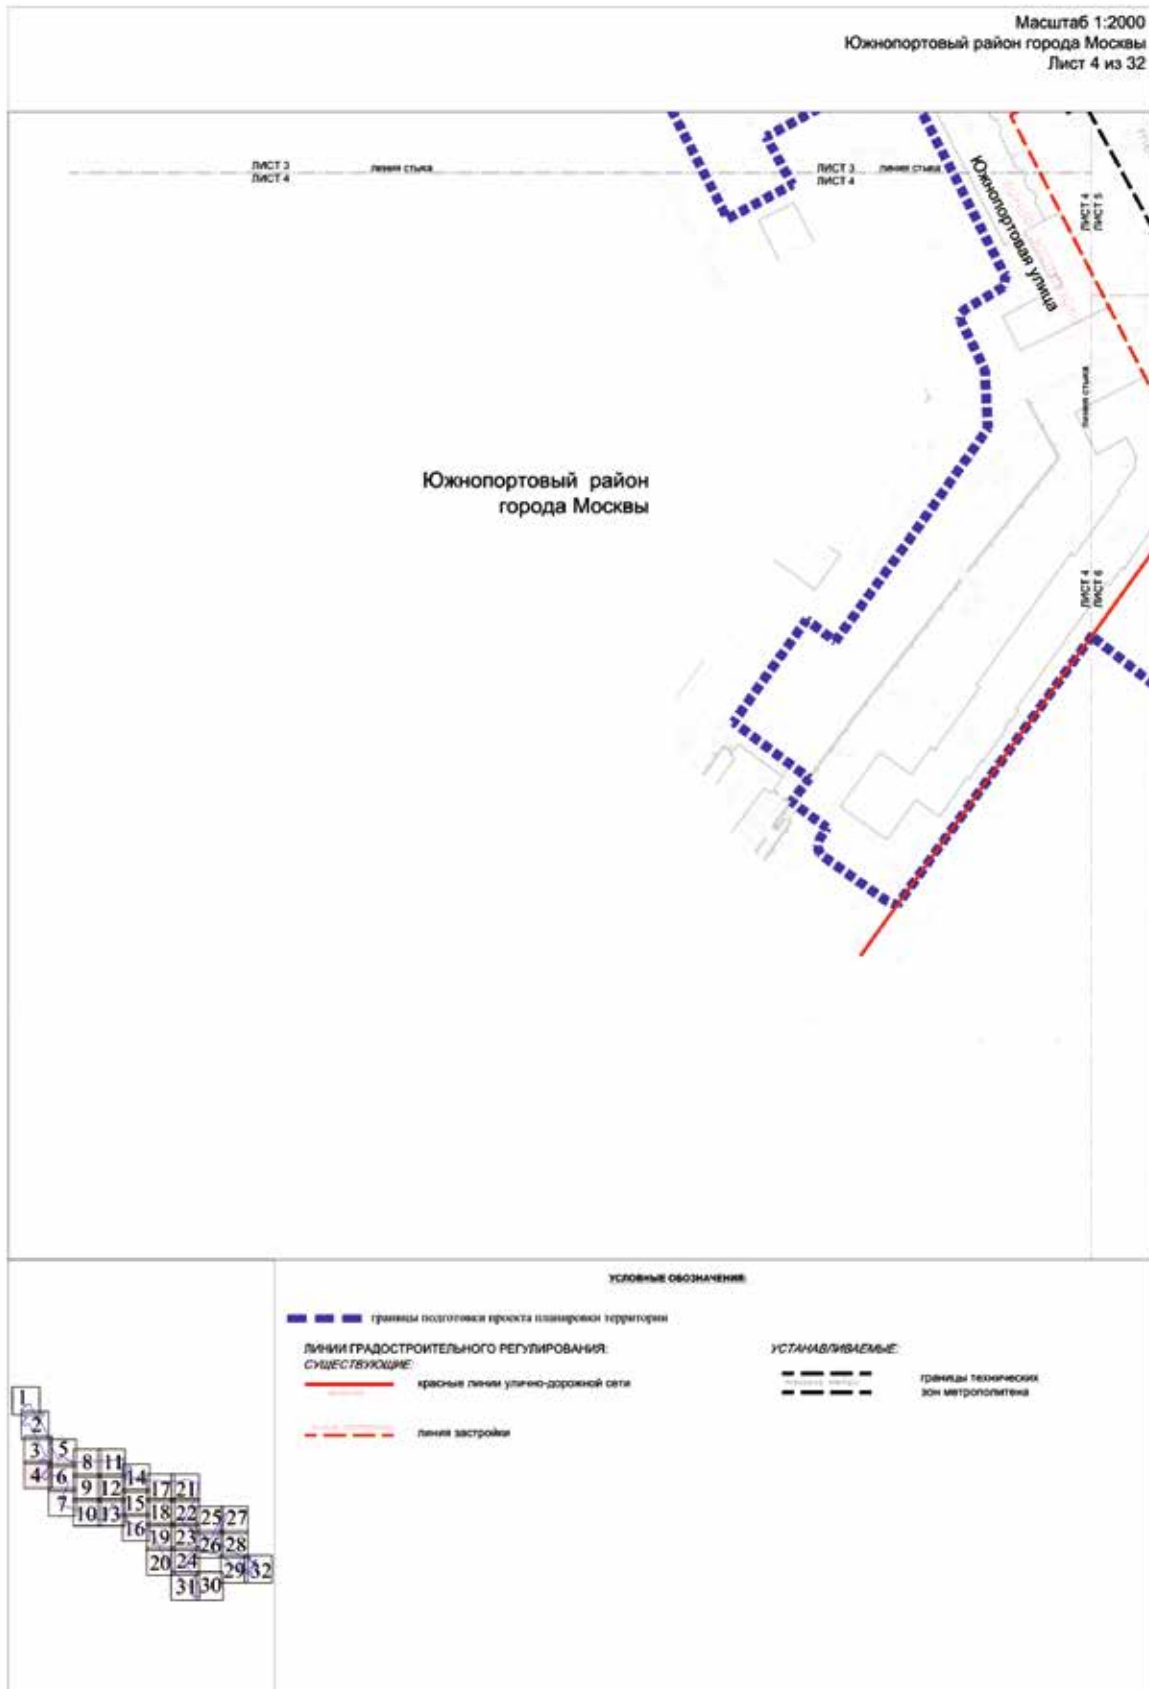 Масштаб 1:2000
Южнопортовый район города Москвы
Лист 4 из 32
ЛИСТ 3
ЛИСТ 4
линия стыка
ЛИСТ 3
ЛИСТ 4
линия стыка
Южнопортовая улица
ЛИСТ 4
ЛИСТ 5
линия стыка
Южнопортовый район
города Москвы
ЛИСТ 4
ЛИСТ 6
УСЛОВНЫЕ ОБОЗНАЧЕНИЯ:
границы подготовки проекта планировки территории
ЛИНИИ ГРАДОСТРОИТЕЛЬНОГО РЕГУЛИРОВАНИЯ:
СУЩЕСТВУЮЩИЕ:
красные линии улично-дорожной сети
линия застройки
УСТАНАВЛИВАЕМЫЕ:
границы технических
зон метрополитена
1
2
3 5
8 11
4 6
14
9 12
17 21
7
15
10 13
18 22
25 27
16
19 23
26 28
20 24
29 32
31 30